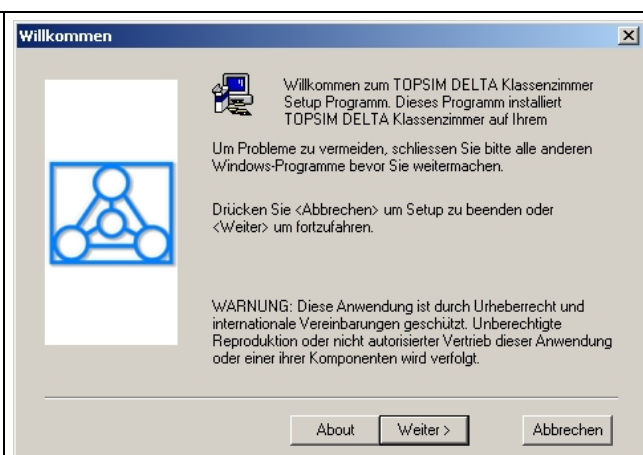 Willkommen
Willkommen zum TOPSIM DELTA Klassenzimmer
Setup Programm. Dieses Programm installiert
TOPSIM DELTA Klassenzimmer auf Ihrem
Um Probleme zu vermeiden, schliessen Sie bitte alle anderen
Windows-Programme bevor Sie weitermachen.
Drücken Sie <Abbrechen> um Setup zu beenden oder
<Weiter> um fortzufahren.
WARNUNG: Diese Anwendung ist durch Urheberrecht und
internationale Vereinbarungen geschützt. Unberechtigte
Reproduktion oder nicht autorisierter Vertrieb dieser Anwendung
oder einer ihrer Komponenten wird verfolgt.
About Weiter > Abbrechen